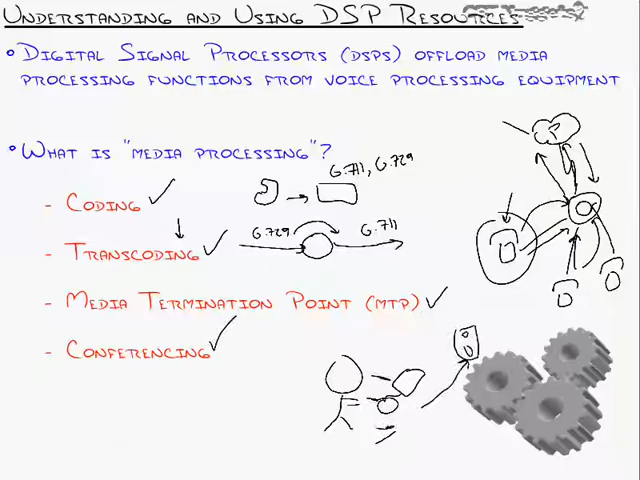 Understanding and Using DSP Resources
• Digital Signal Processors (DSPs) offload media
processing functions from voice processing equipment
• What is "media processing"?
G.711, G.729
- Coding
G.729
G.711
- Transcoding
- Media Termination Point (MTP)
- Conferencing